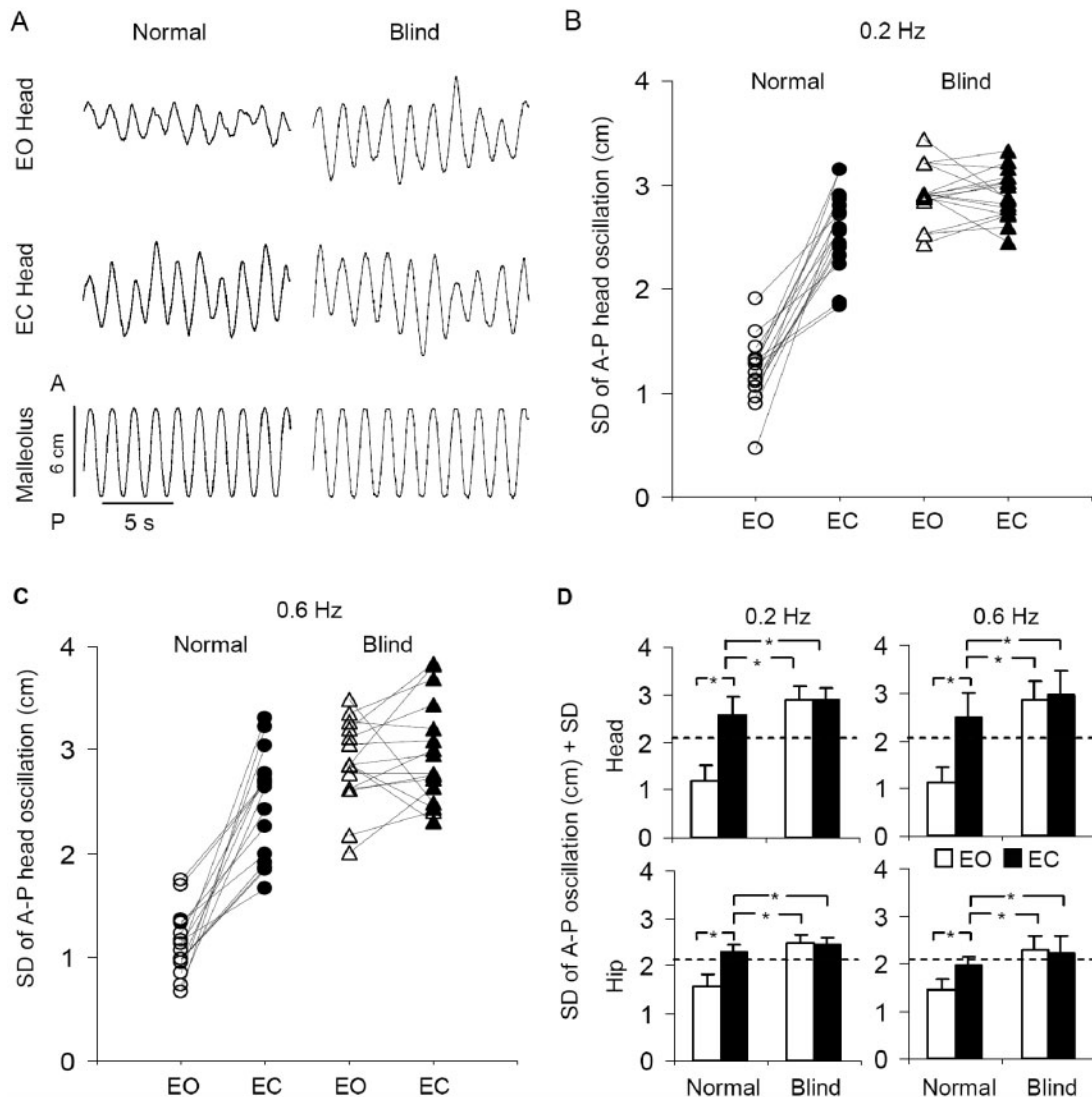 A
Normal Blind
EO Head
EC Head
A
Malleolus
6 cm
P
5 s
B
0.2 Hz
Normal Blind
SD of A-P head oscillation (cm)
4
3
2
1
0
EO EC EO EC
C
0.6 Hz
Normal Blind
SD of A-P head oscillation (cm)
4
3
2
1
0
EO EC EO EC
D
0.2 Hz 0.6 Hz
SD of A-P oscillation (cm) + SD
Head
4
3
2
1
0
* * *
4
3
2
1
0
* * *
EO EC
Hip
4
3
2
1
0
* * *
4
3
2
1
0
* * *
Normal Blind Normal Blind